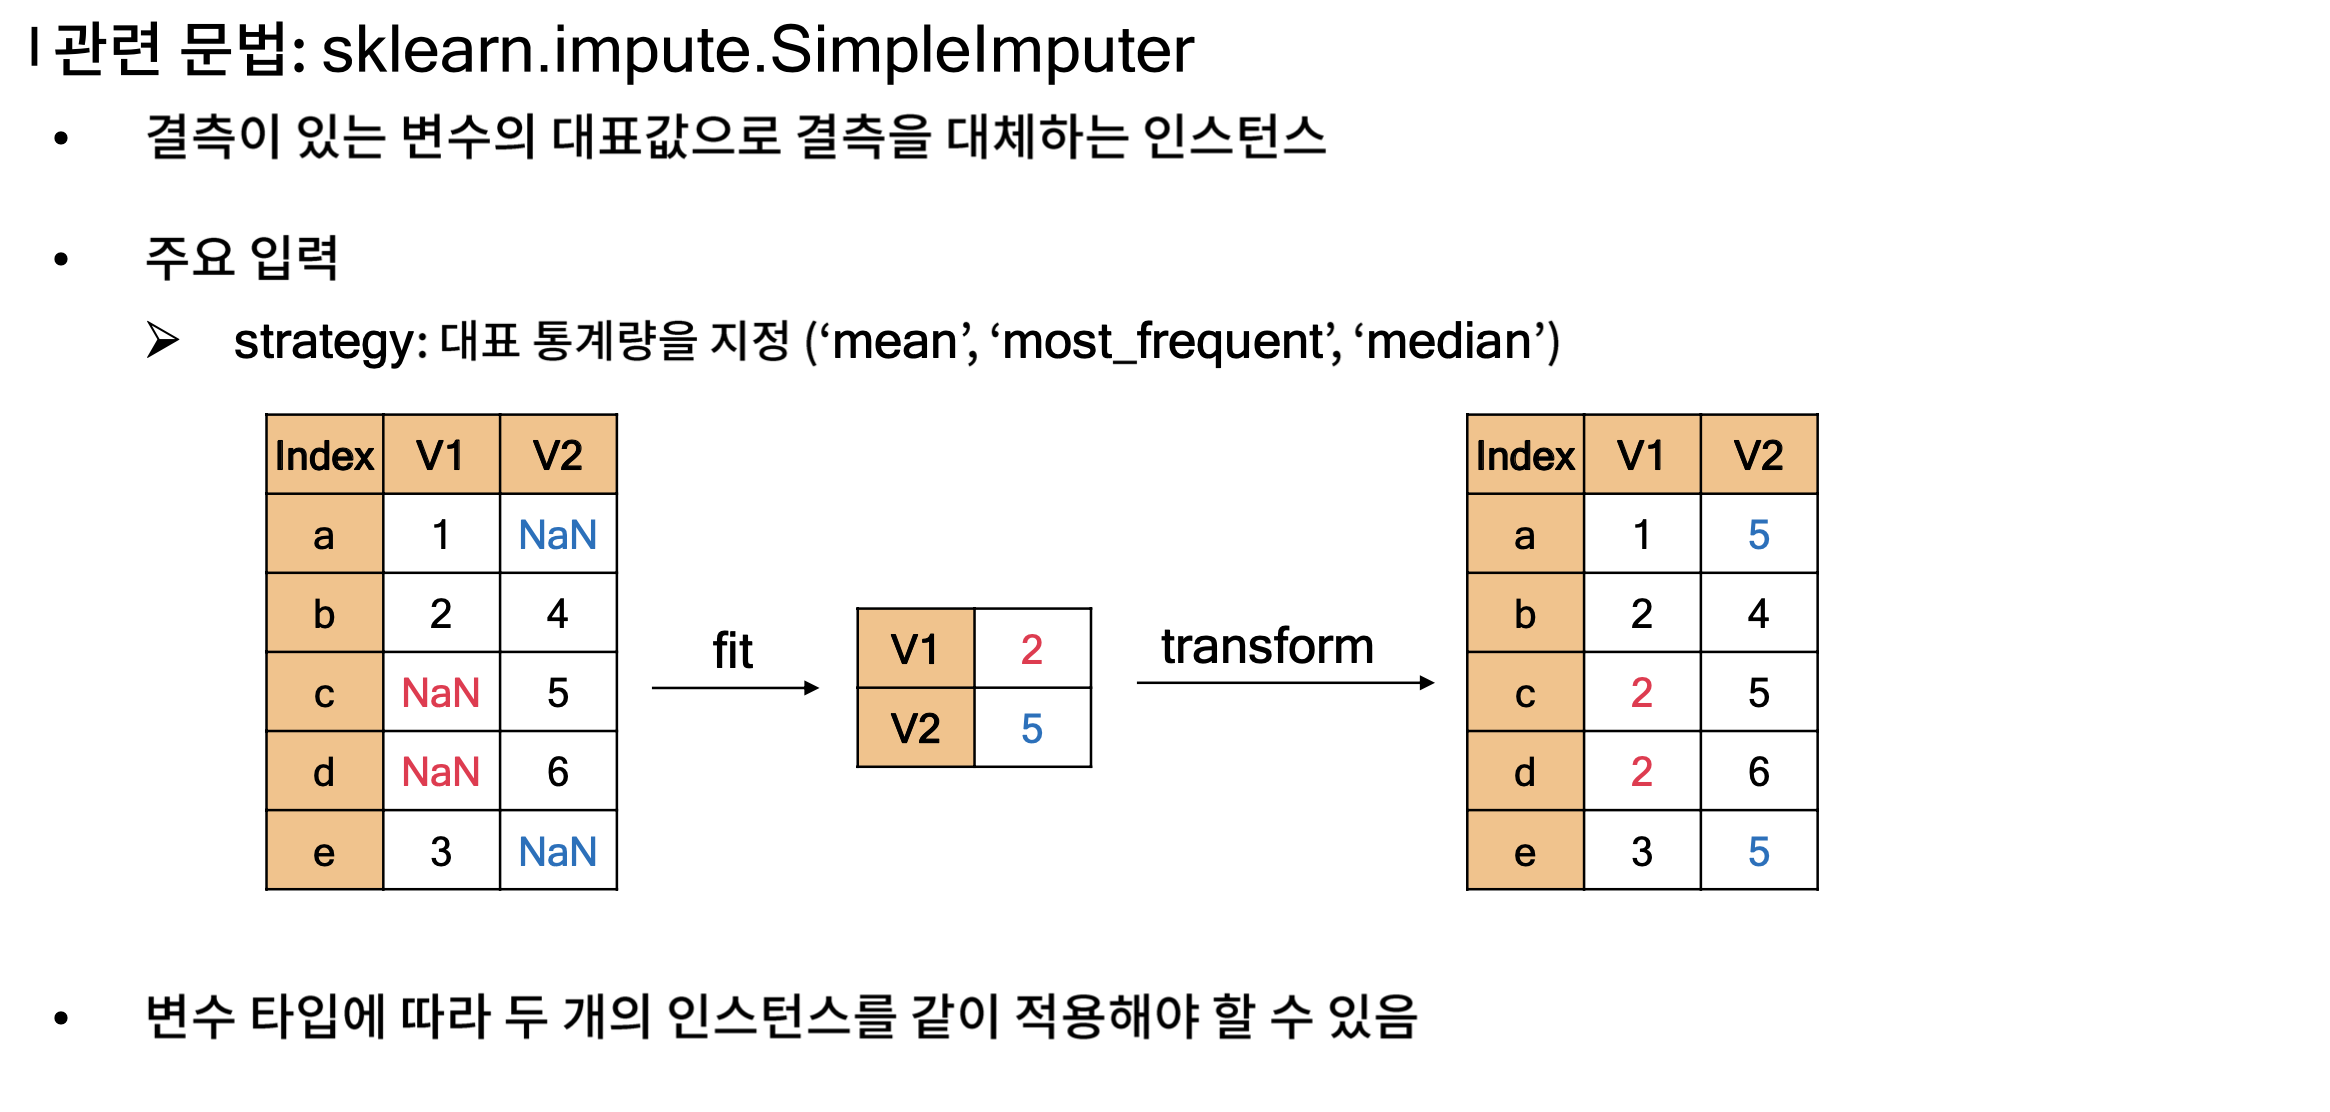 관련 문법: sklearn.impute.SimpleImputer
• 결측이 있는 변수의 대표값으로 결측을 대체하는 인스턴스
• 주요 입력
➢ strategy: 대표 통계량을 지정 (‘mean’, ‘most_frequent’, ‘median’)
Index V1 V2
a 1 NaN
b 2 4
c NaN 5
d NaN 6
e 3 NaN
fit
V1 2
V2 5
transform
Index V1 V2
a 1 5
b 2 4
c 2 5
d 2 6
e 3 5
• 변수 타입에 따라 두 개의 인스턴스를 같이 적용해야 할 수 있음